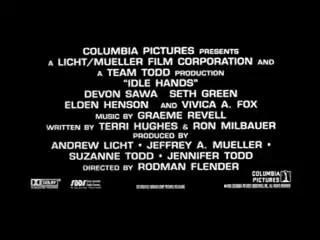 COLUMBIA PICTURES PRESENTS
A LICHT/MUELLER FILM CORPORATION AND
A TEAM TODD PRODUCTION
"IDLE HANDS"
DEVON SAWA SETH GREEN
ELDEN HENSON AND VIVICA A. FOX
MUSIC BY GRAEME REVELL
WRITTEN BY TERRI HUGHES & RON MILBAUER
PRODUCED BY
ANDREW LICHT • JEFFREY A. MUELLER •
SUZANNE TODD • JENNIFER TODD
DIRECTED BY RODMAN FLENDER
DOLBY
SDDS
COLUMBIA
PICTURES